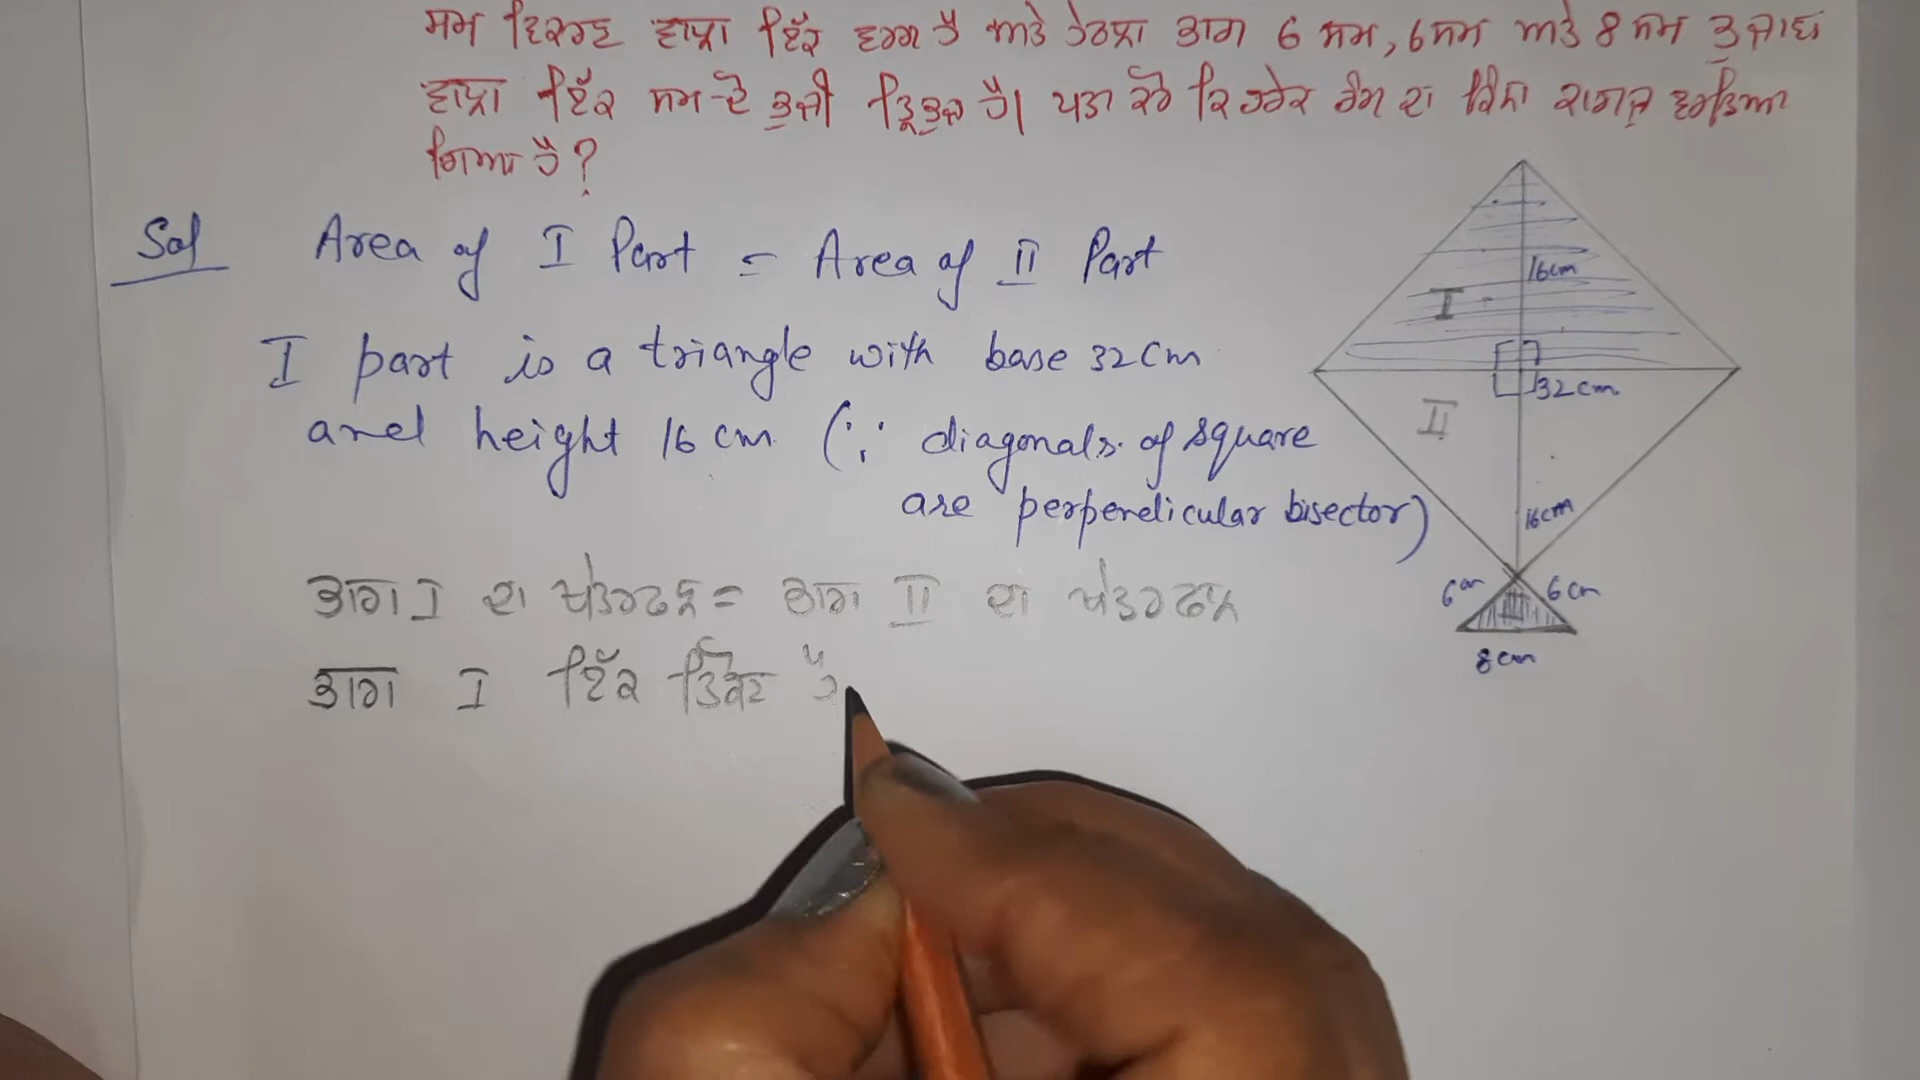 ਸਮ ਵਿਕਰਣ ਵਾਲਾ ਇੱਕ ਵਰਗ ਹੈ ਅਤੇ ਹੇਠਲਾ ਭਾਗ 6 ਸਮ, 6 ਸਮ ਅਤੇ 8 ਸਮ ਭੁਜਾਵਾਂ
ਵਾਲਾ ਇੱਕ ਸਮ-ਦੋ ਭੁਜੀ ਤ੍ਰਿਭੁਜ ਹੈ। ਪਤਾ ਕਰੋ ਕਿ ਹਰੇਕ ਰੰਗ ਦਾ ਕਿੰਨਾ ਕਾਗਜ਼ ਵਰਤਿਆ
ਗਿਆ ਹੈ?
Sol Area of I Part = Area of II Part
I part is a triangle with base 32 cm
and height 16 cm (∵ diagonals of square
are perpendicular bisector)
ਭਾਗ I ਦਾ ਖੇਤਰਫਲ = ਭਾਗ II ਦਾ ਖੇਤਰਫਲ
ਭਾਗ I ਇੱਕ ਤਿਕੋਣ ਹੈ
16cm
I
32 cm
II
16cm
6cm 6cm
8cm